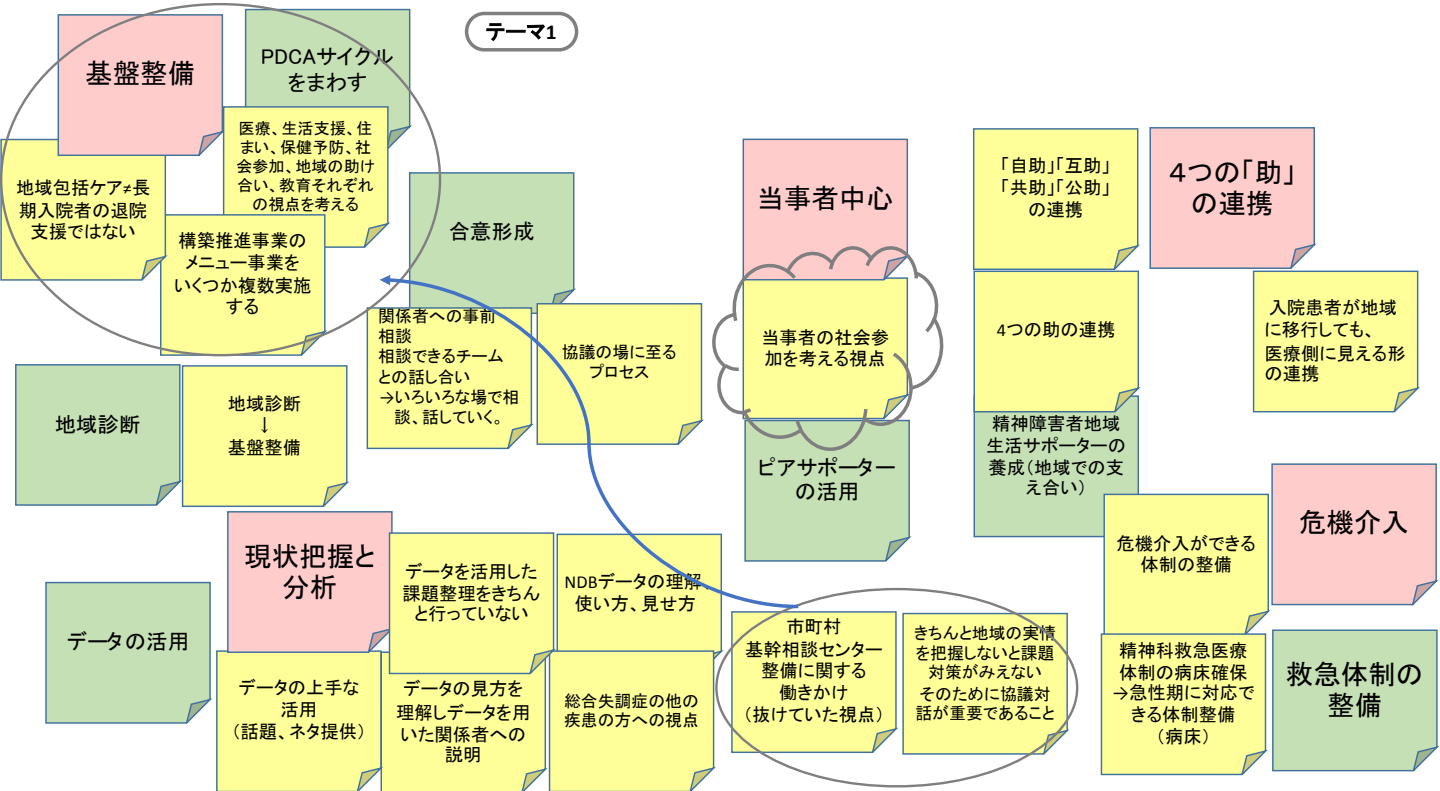 テーマ1
基盤整備
PDCAサイクル
をまわす
医療、生活支援、住
まい、保健予防、社
会参加、地域の助け
合い、教育それぞれ
の視点を考える
地域包括ケア≠長
期入院者の退院
支援ではない
構築推進事業の
メニュー事業を
いくつか複数実施
する
合意形成
関係者への事前
相談
相談できるチーム
との話し合い
→いろいろな場で相
談、話していく。
協議の場に至る
プロセス
地域診断
地域診断
↓
基盤整備
現状把握と
分析
データの活用
データを活用した
課題整理をきちん
と行っていない
NDBデータの理解、
使い方、見せ方
データの上手な
活用
（話題、ネタ提供）
データの見方を
理解しデータを用
いた関係者への
説明
総合失調症の他の
疾患の方への視点
市町村
基幹相談センター
整備に関する
働きかけ
（抜けていた視点）
きちんと地域の実情
を把握しないと課題
対策がみえない
そのために協議対
話が重要であること
当事者中心
当事者の社会参
加を考える視点
ピアサポーター
の活用
「自助」「互助」
「共助」「公助」
の連携
4つの「助」
の連携
4つの助の連携
入院患者が地域
に移行しても、
医療側に見える形
の連携
精神障害者地域
生活サポーターの
養成（地域での支
え合い）
危機介入ができる
体制の整備
危機介入
精神科救急医療
体制の病床確保
→急性期に対応で
きる体制整備
（病床）
救急体制の
整備